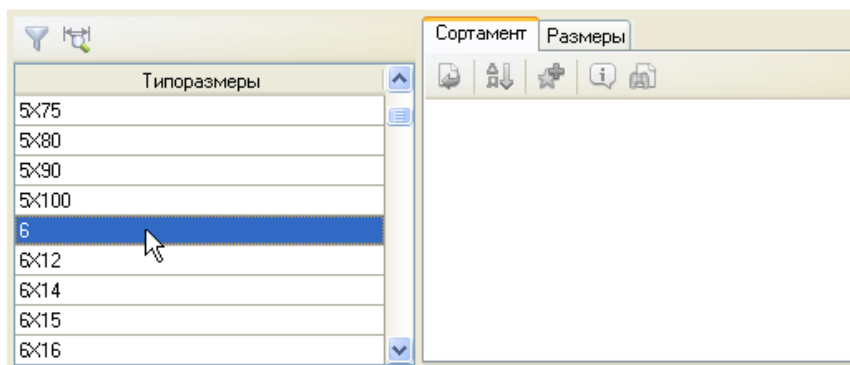 Сортамент
Размеры
Типоразмеры
5X75
5X80
5X90
5X100
6
6X12
6X14
6X15
6X16